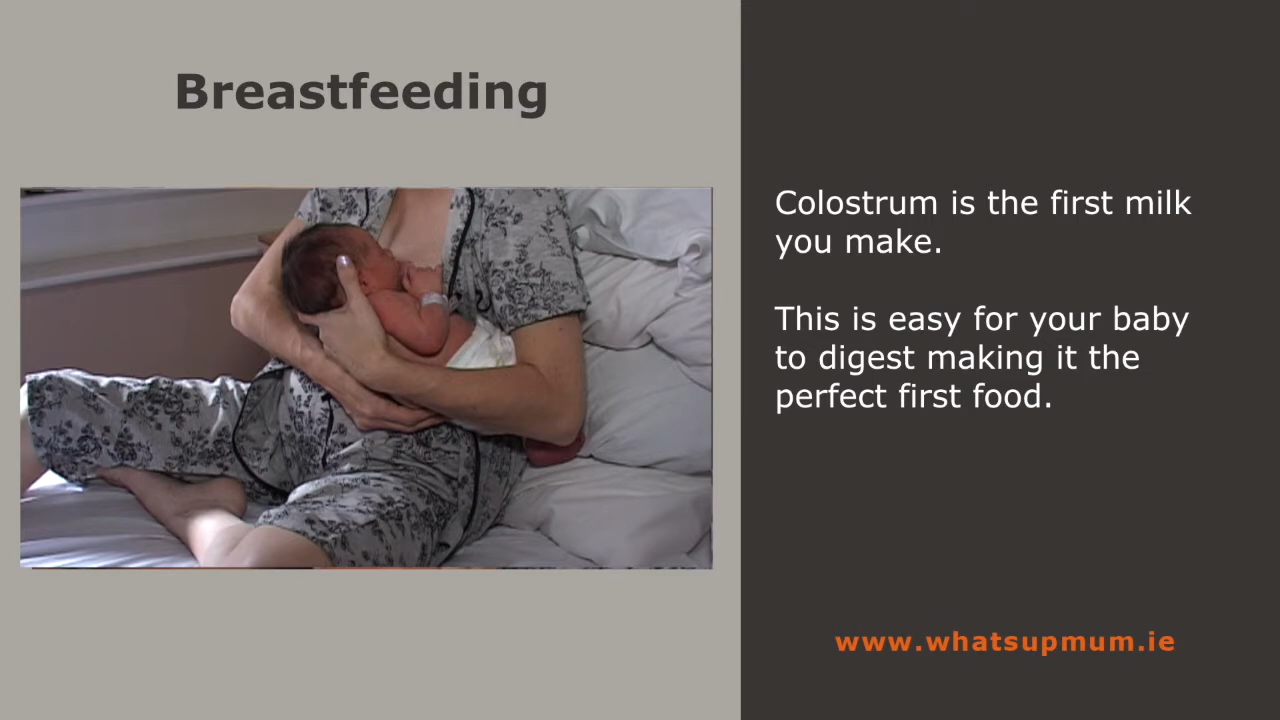 Breastfeeding
Colostrum is the first milk
you make.
This is easy for your baby
to digest making it the
perfect first food.
www.whatsupmum.ie